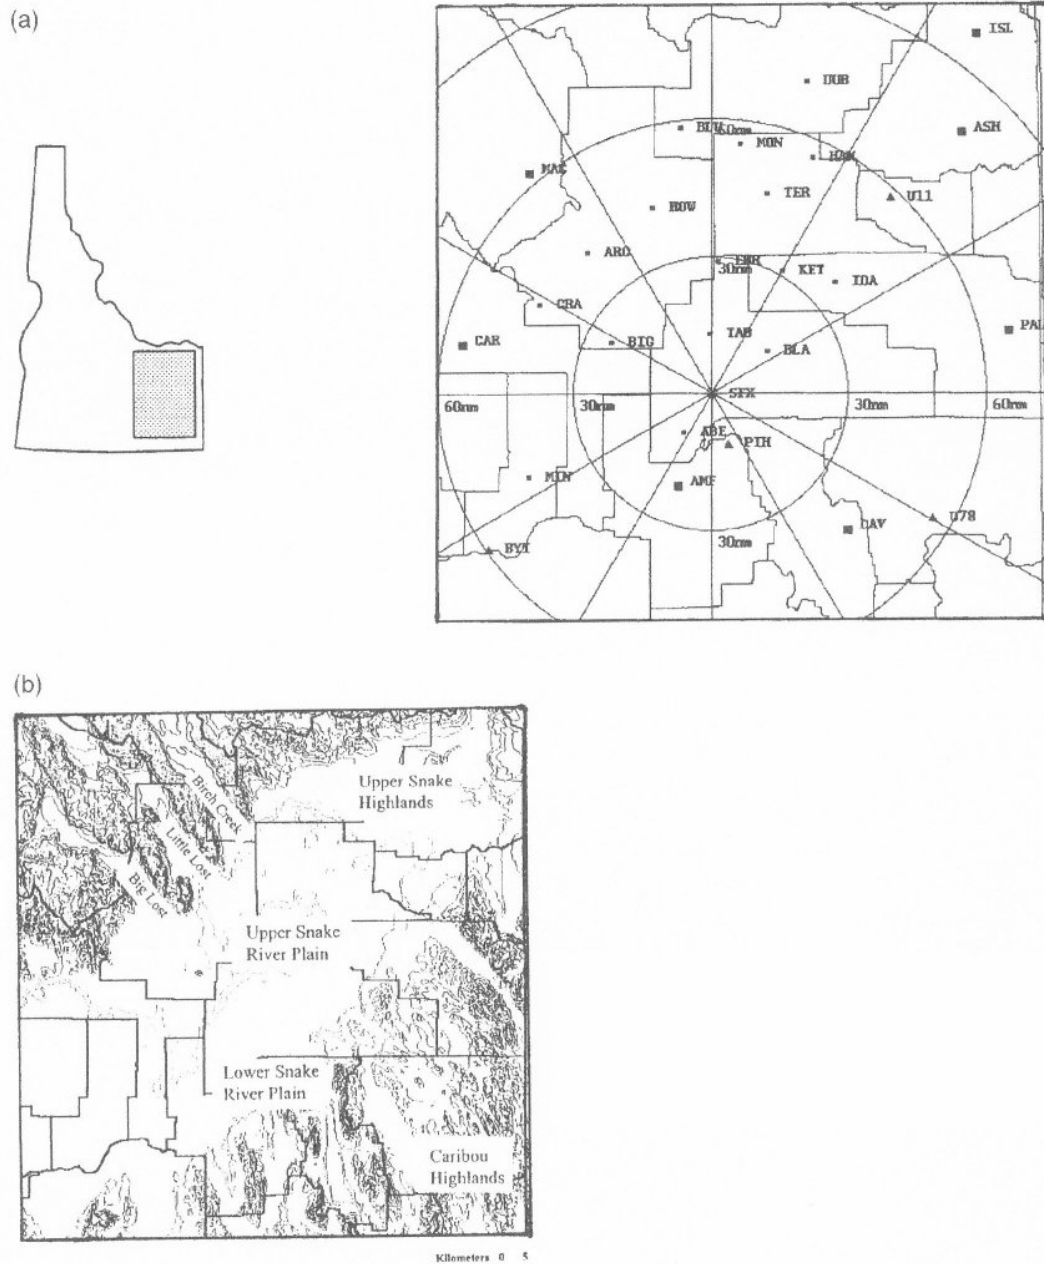 (a)
ISL
DUB
BLU
60nm
MON
HAM
ASH
MAC
TER
U11
HOW
ARC
30nm
KET
IDA
CRA
PAL
CAR
BIG
TAB
BLA
SFX
60nm
30nm
30nm
60nm
ABE
PIH
MIN
AMF
U78
30nm
BYI
(b)
Upper Snake
Highlands
Birch Creek
Little Lost
Big Lost
Upper Snake
River Plain
Lower Snake
River Plain
Caribou
Highlands
Kilometers 0 5